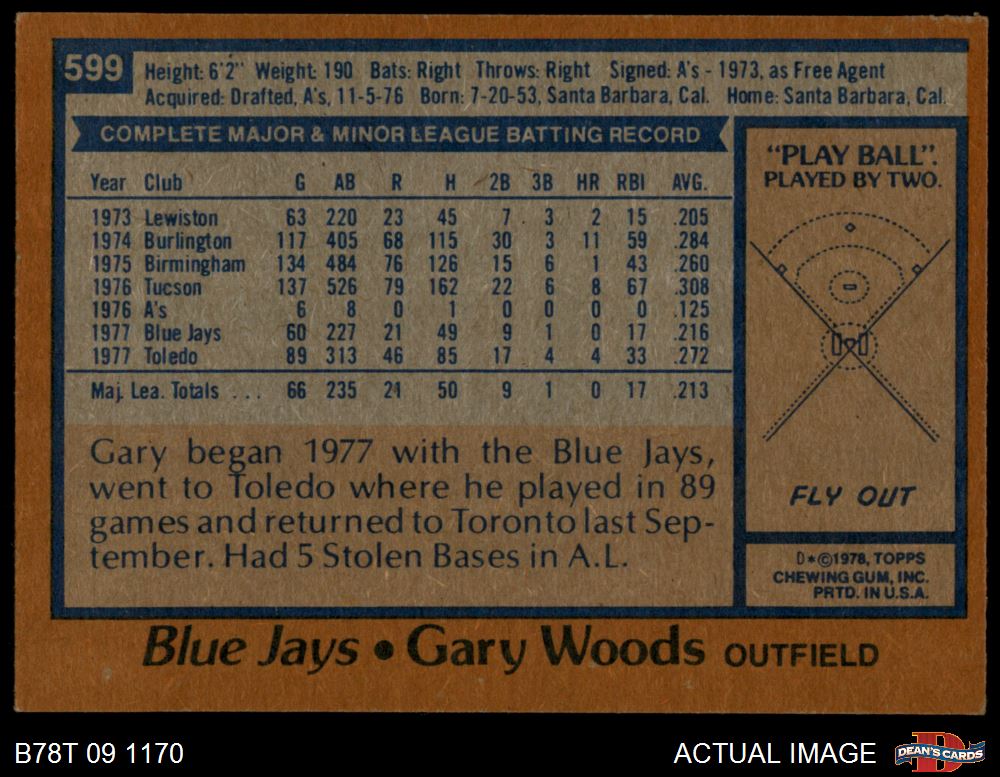 599
Height: 6'2" Weight: 190 Bats: Right Throws: Right Signed: A's - 1973, as Free Agent
Acquired: Drafted, A's, 11-5-76 Born: 7-20-53, Santa Barbara, Cal. Home: Santa Barbara, Cal.
COMPLETE MAJOR & MINOR LEAGUE BATTING RECORD
Year Club G AB R H 2B 3B HR RBI AVG.
1973 Lewiston 63 220 23 45 7 3 2 15 .205
1974 Burlington 117 405 68 115 30 3 11 59 .284
1975 Birmingham 134 484 76 126 15 6 1 43 .260
1976 Tucson 137 526 79 162 22 6 8 67 .308
1976 A's 6 8 0 1 0 0 0 0 .125
1977 Blue Jays 60 227 21 49 9 1 0 17 .216
1977 Toledo 89 313 46 85 17 4 4 33 .272
Maj. Lea. Totals ... 66 235 21 50 9 1 0 17 .213
Gary began 1977 with the Blue Jays,
went to Toledo where he played in 89
games and returned to Toronto last Sep-
tember. Had 5 Stolen Bases in A.L.
"PLAY BALL".
PLAYED BY TWO.
FLY OUT
D*©1978, TOPPS
CHEWING GUM, INC.
PRTD. IN U.S.A.
Blue Jays • Gary Woods OUTFIELD
B78T 09 1170
ACTUAL IMAGE
D
DEAN'S CARDS